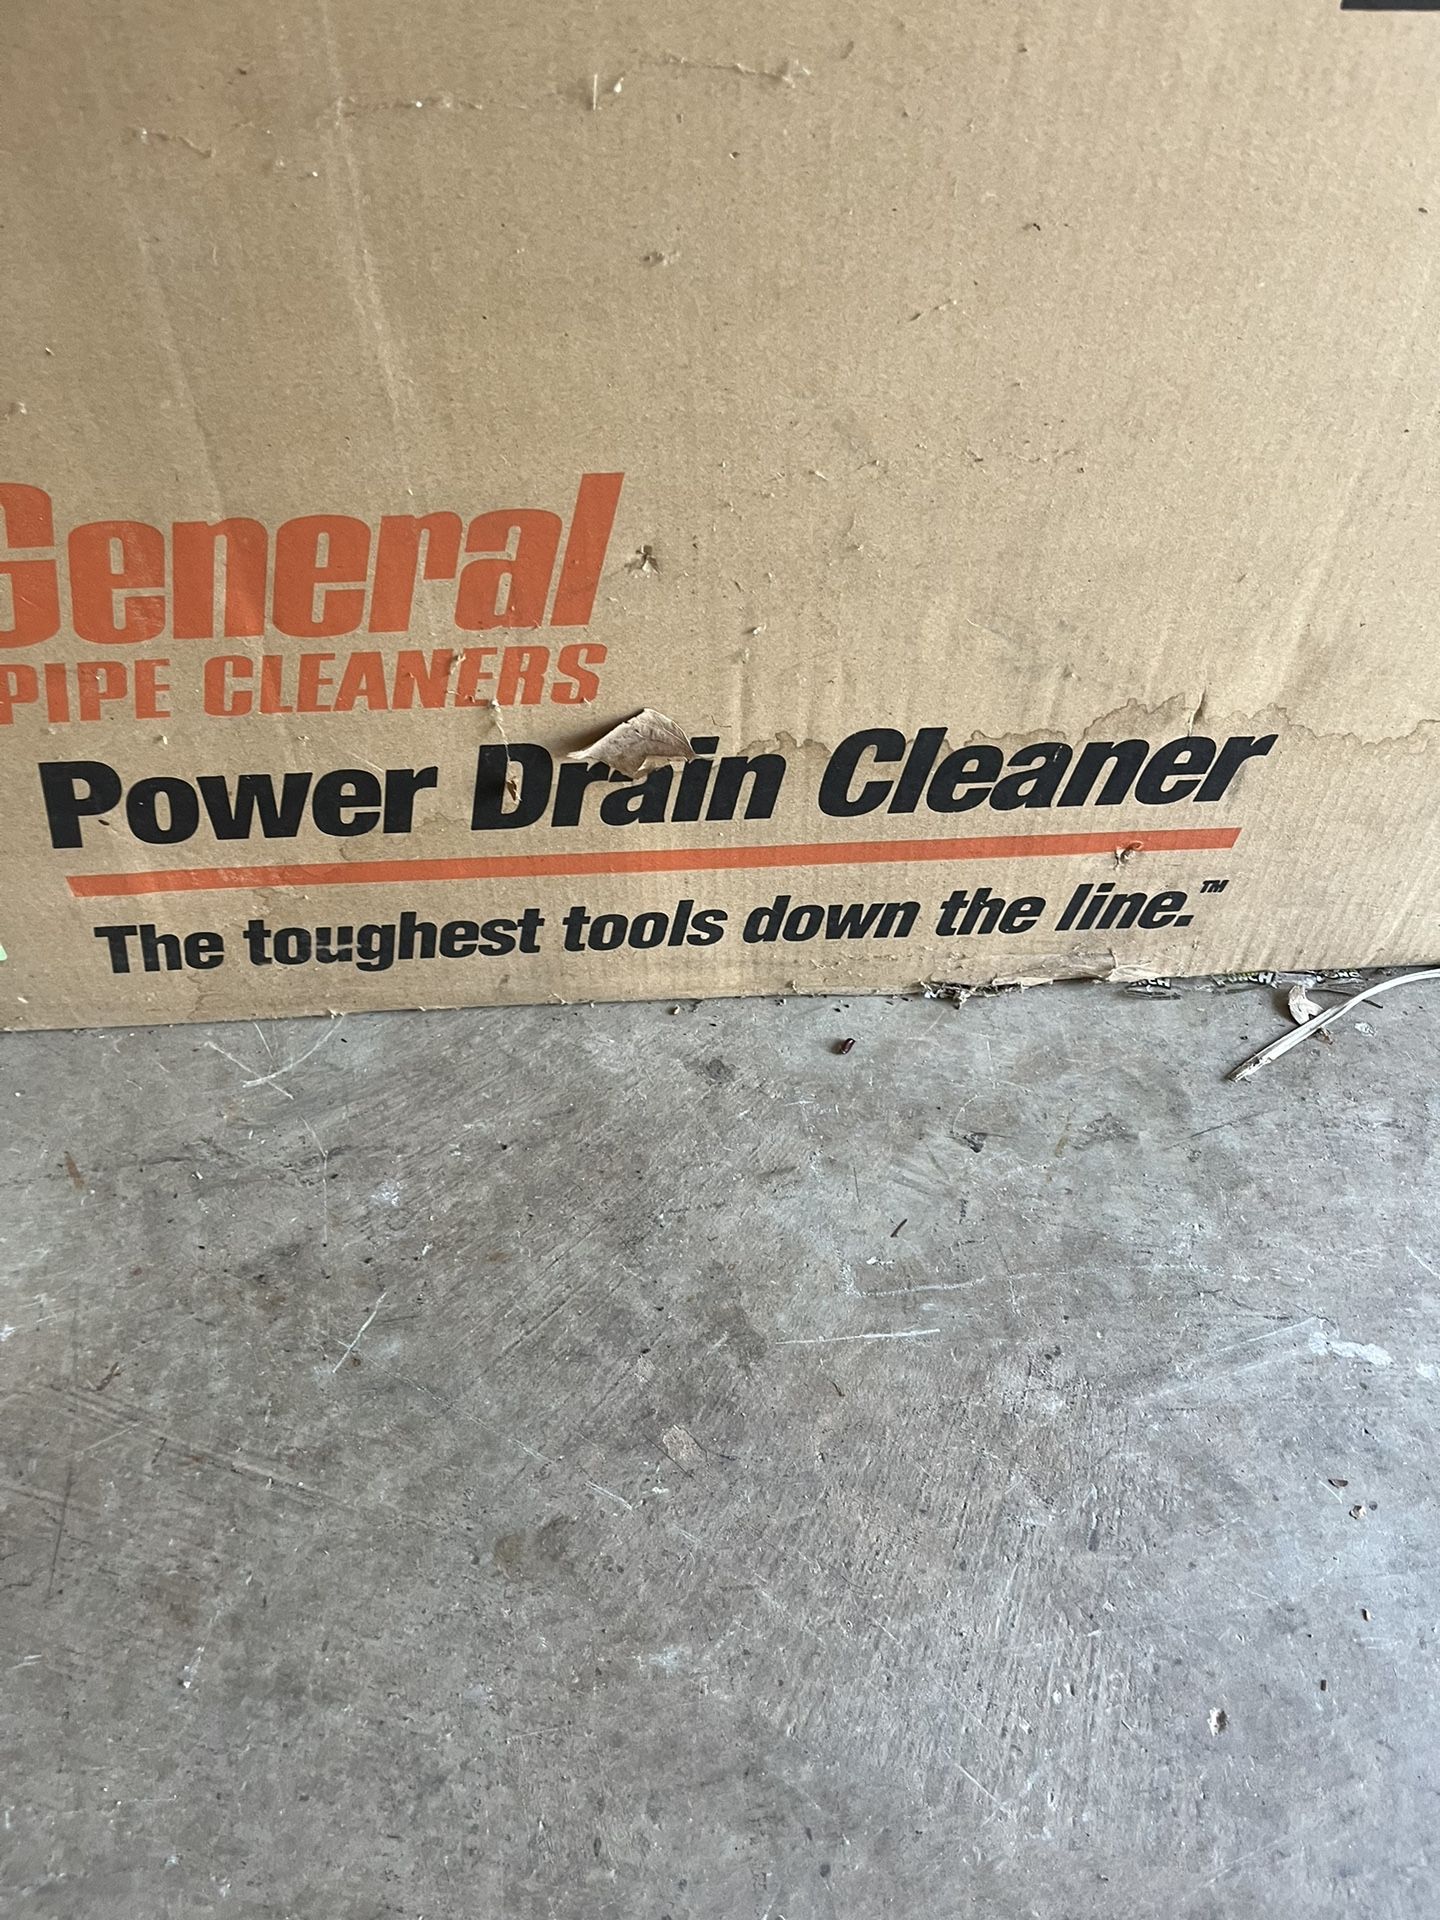 General
PIPE CLEANERS
Power Drain Cleaner
The toughest tools down the line.™